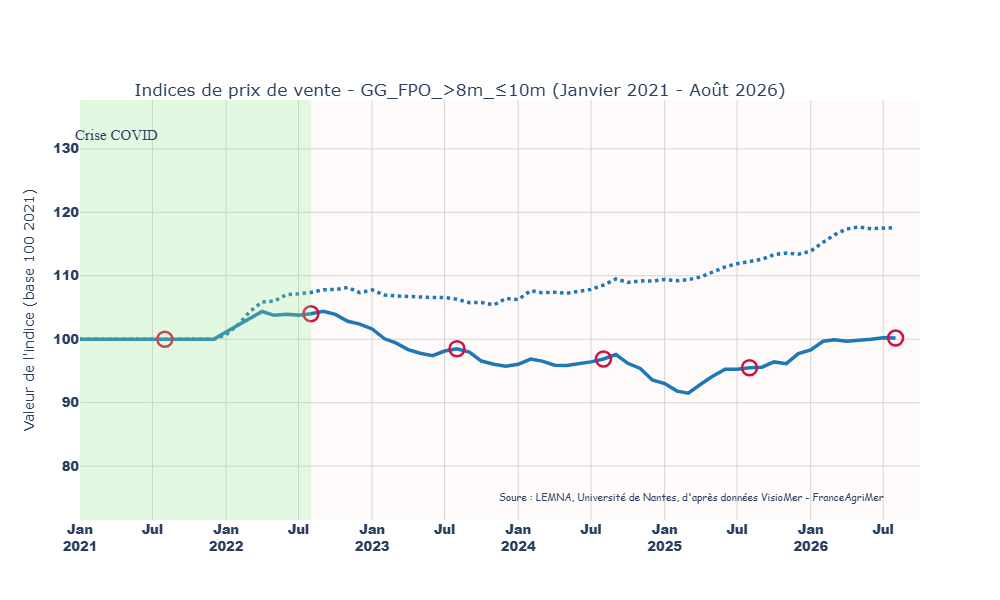 Indices de prix de vente - GG_FPO_>8m_≤10m (Janvier 2021 - Août 2026)
Crise COVID
Valeur de l'indice (base 100 2021)
130
120
110
100
90
80
Soure : LEMNA, Université de Nantes, d'après données VisioMer - FranceAgriMer
Jan Jul Jan Jul Jan Jul Jan Jul Jan Jul Jan Jul
2021 2022 2023 2024 2025 2026